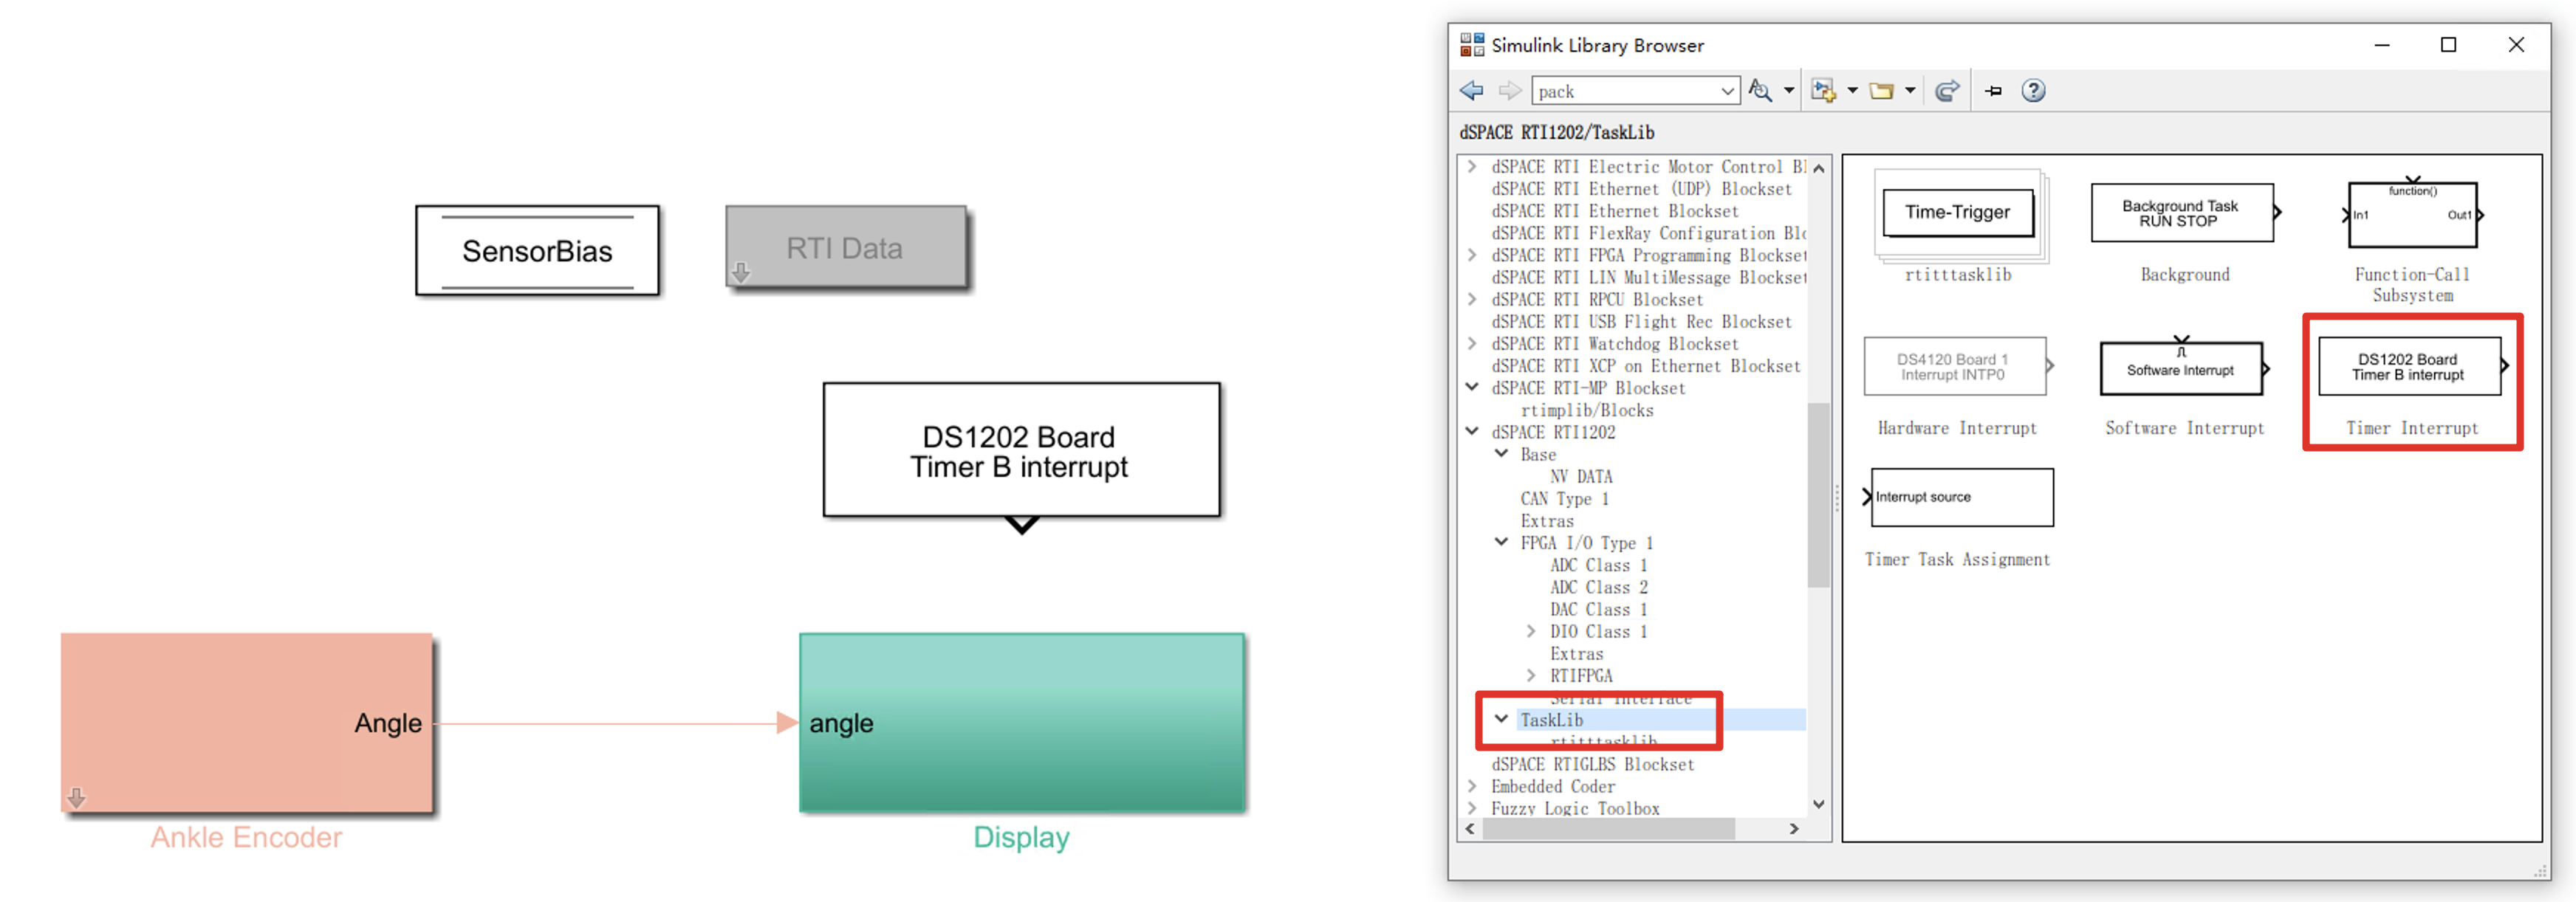 SensorBias
RTI Data
DS1202 Board
Timer B interrupt
Angle
angle
Ankle Encoder
Display
Simulink Library Browser
pack
dSPACE RTI1202/TaskLib
dSPACE RTI Electric Motor Control Bl
dSPACE RTI Ethernet (UDP) Blockset
dSPACE RTI Ethernet Blockset
dSPACE RTI FlexRay Configuration Blo
dSPACE RTI FPGA Programming Blockset
dSPACE RTI LIN MultiMessage Blockset
dSPACE RTI RPCU Blockset
dSPACE RTI USB Flight Rec Blockset
dSPACE RTI Watchdog Blockset
dSPACE RTI XCP on Ethernet Blockset
dSPACE RTI-MP Blockset
rtimplib/Blocks
dSPACE RTI1202
Base
NV DATA
CAN Type 1
Extras
FPGA I/O Type 1
ADC Class 1
ADC Class 2
DAC Class 1
DIO Class 1
Extras
RTIFPGA
Serial Interface
TaskLib
rtitttasklib
dSPACE RTIGLBS Blockset
Embedded Coder
Fuzzy Logic Toolbox
Time-Trigger
rtitttasklib
Background Task
RUN STOP
Background
function()
In1
Out1
Function-Call
Subsystem
DS4120 Board 1
Interrupt INTP0
Hardware Interrupt
Software Interrupt
Software Interrupt
DS1202 Board
Timer B interrupt
Timer Interrupt
Interrupt source
Timer Task Assignment